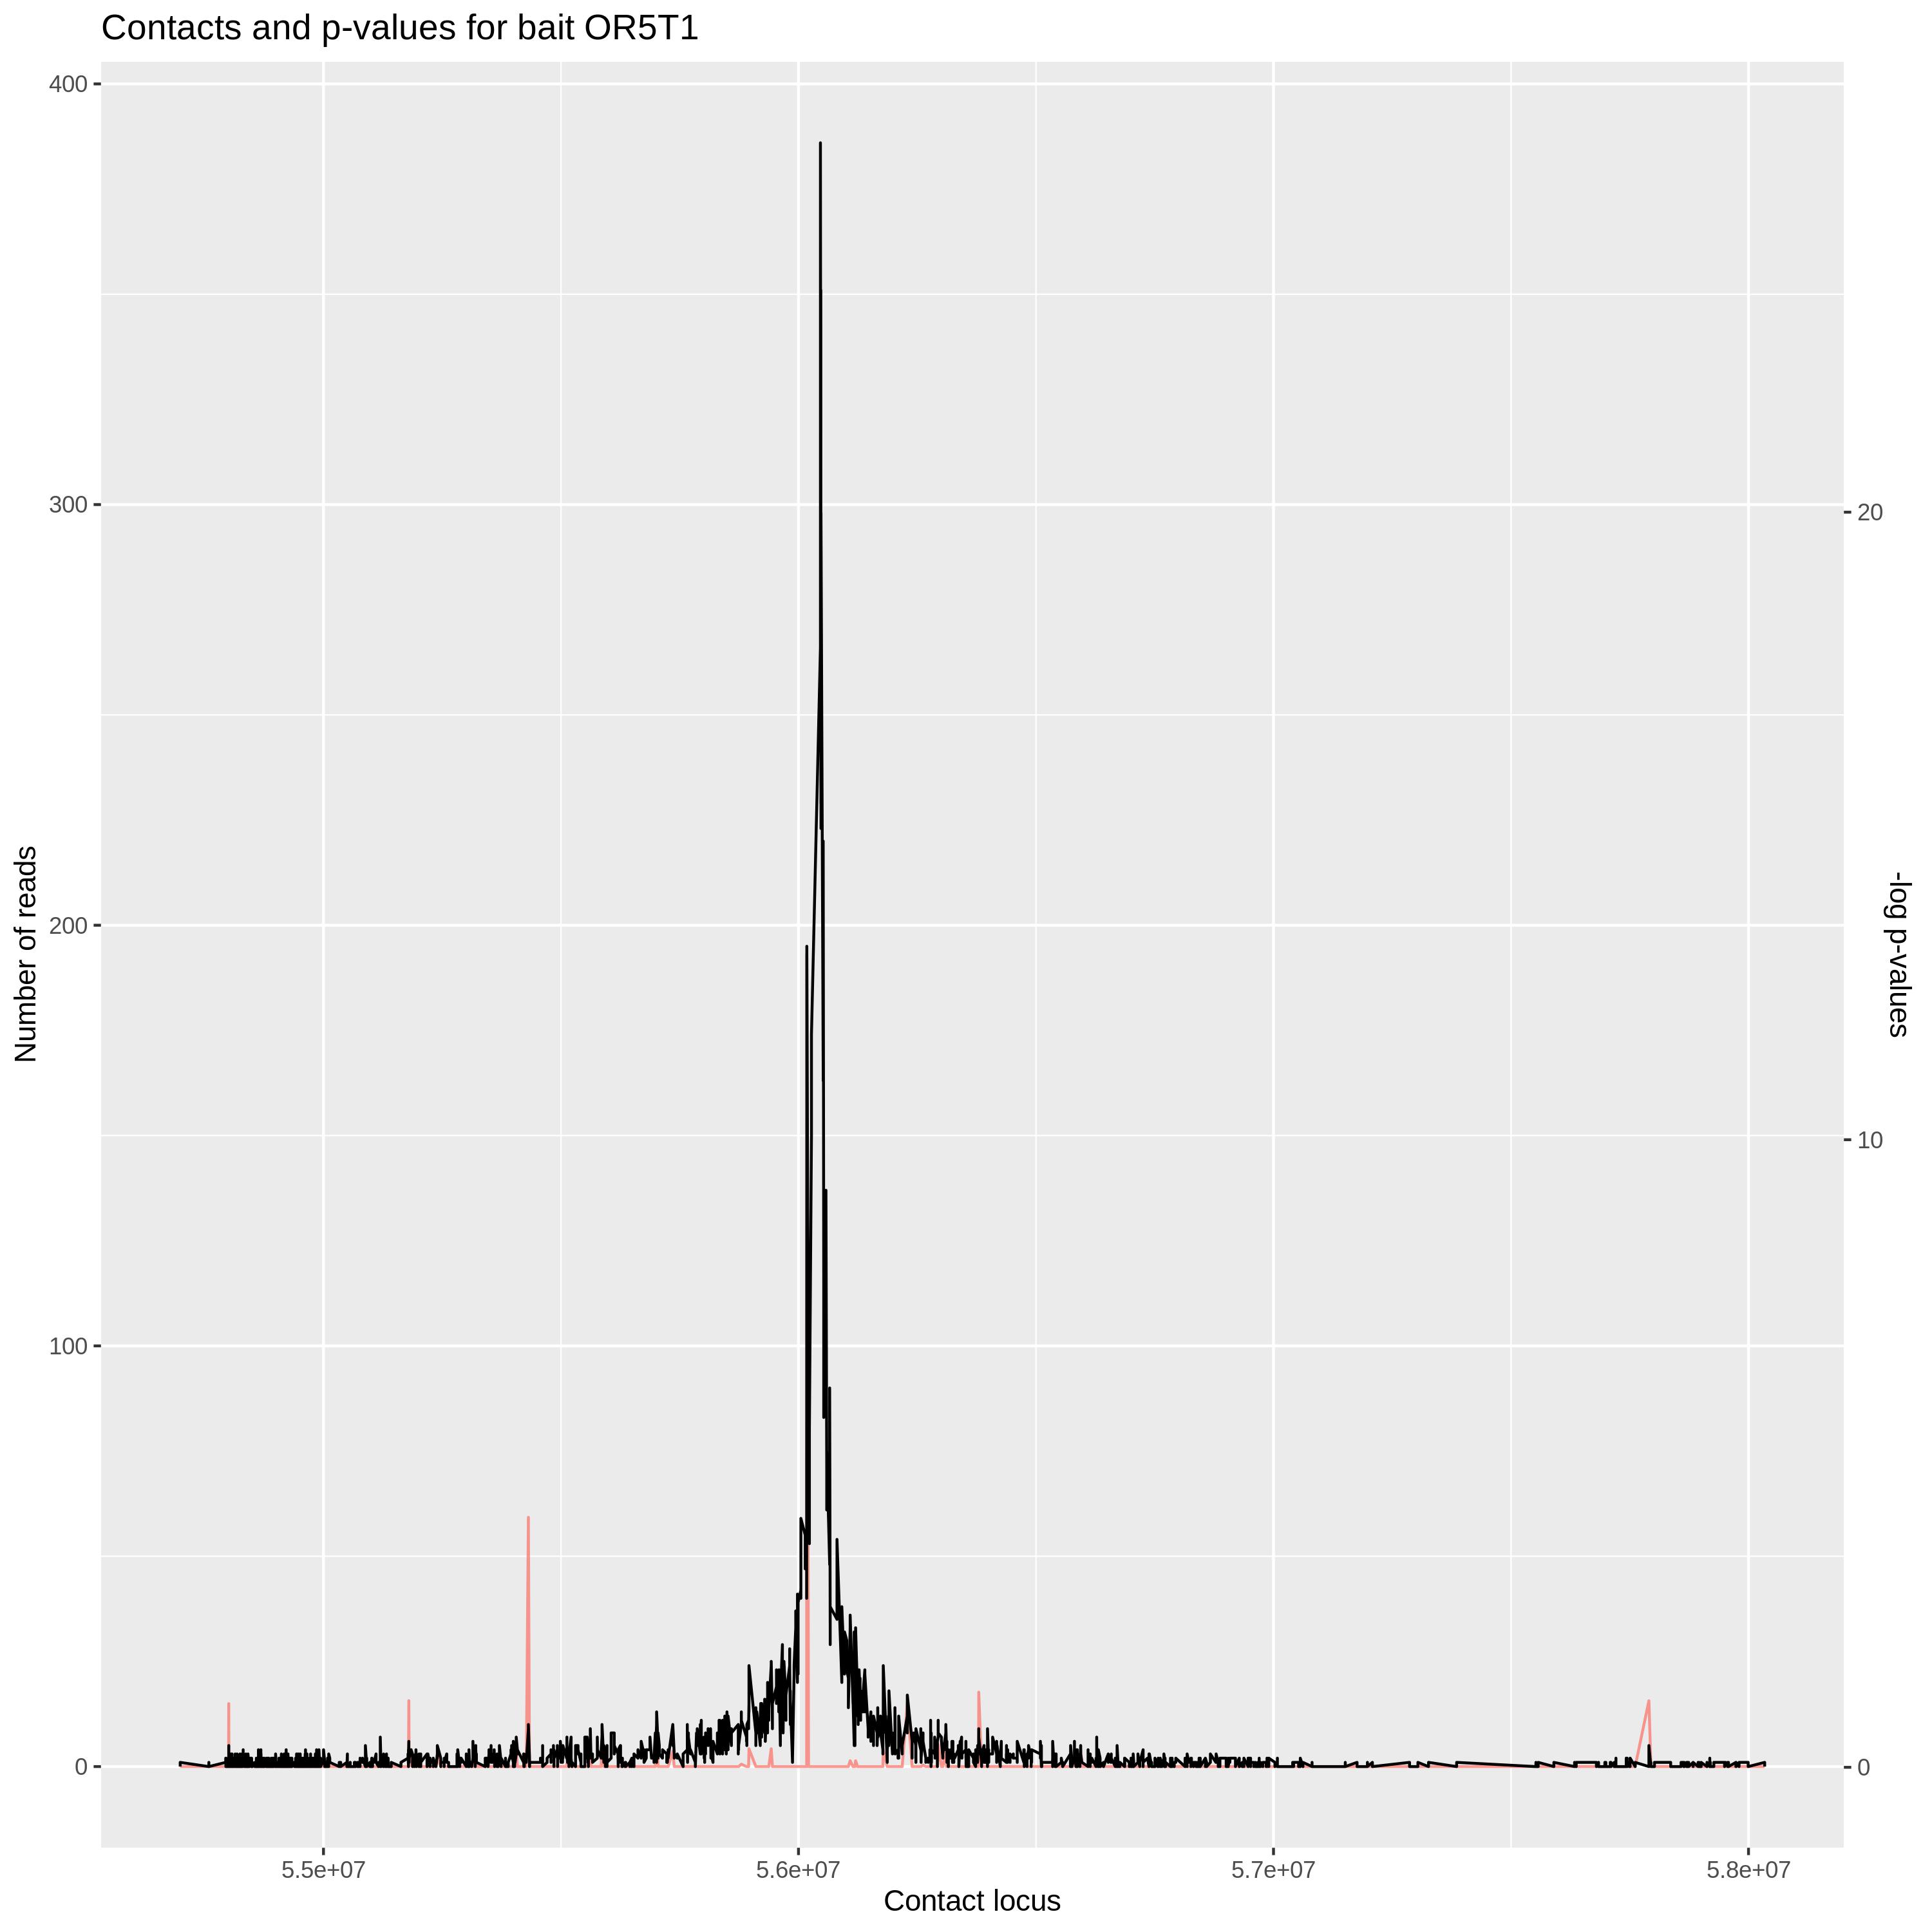 Contacts and p-values for bait OR5T1
400
300
200
100
0
Number of reads
20
10
0
-log p-values
5.5e+07
5.6e+07
5.7e+07
5.8e+07
Contact locus